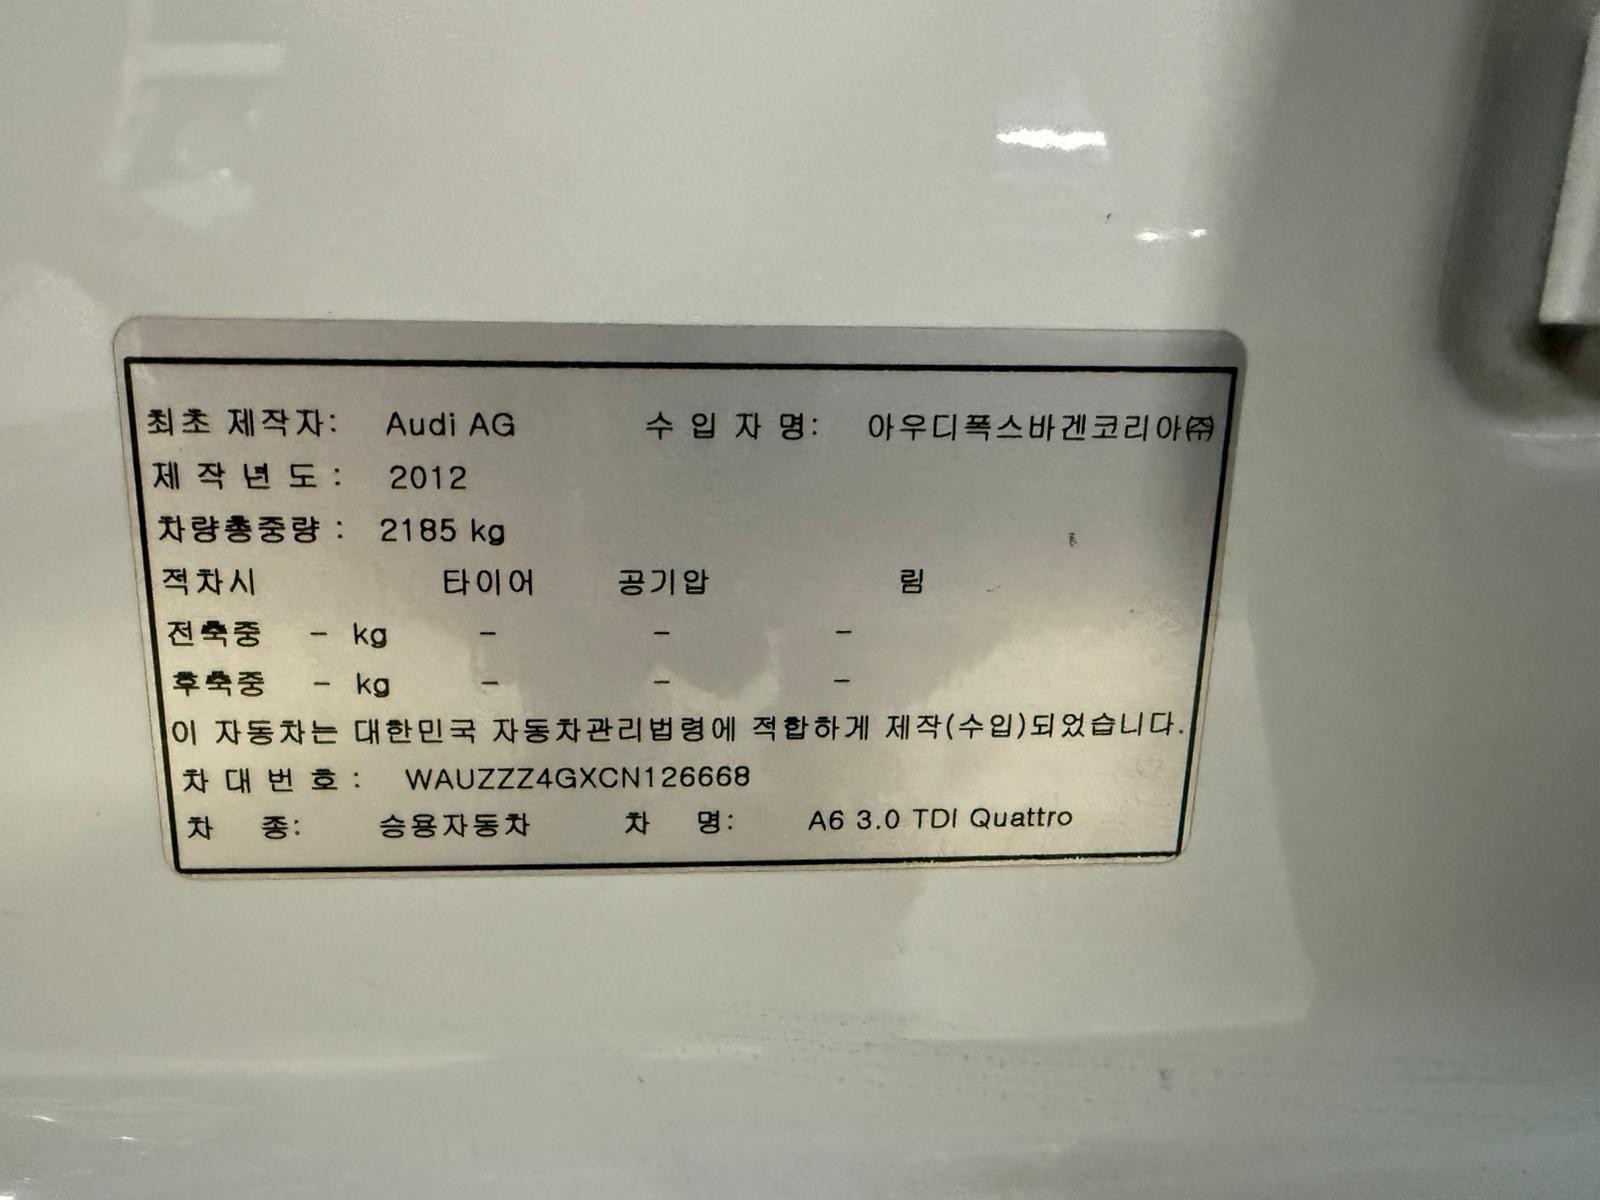 최초 제작자: Audi AG 수 입 자 명: 아우디폭스바겐코리아㈜
제 작 년 도 : 2012
차량총중량 : 2185 kg
적차시 타이어 공기압 림
전축중 - kg - - -
후축중 - kg - - -
이 자동차는 대한민국 자동차관리법령에 적합하게 제작(수입)되었습니다.
차 대 번 호 : WAUZZZ4GXCN126668
차 종: 승용자동차 차 명: A6 3.0 TDI Quattro